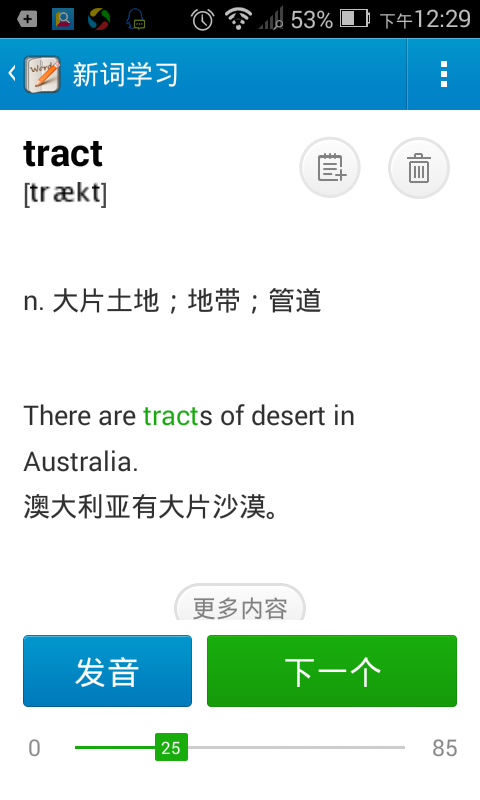 53% 下午12:29
Words
新词学习
tract
[trækt]
n. 大片土地；地带；管道
There are tracts of desert in
Australia.
澳大利亚有大片沙漠。
更多内容
发音 下一个
0 25 85